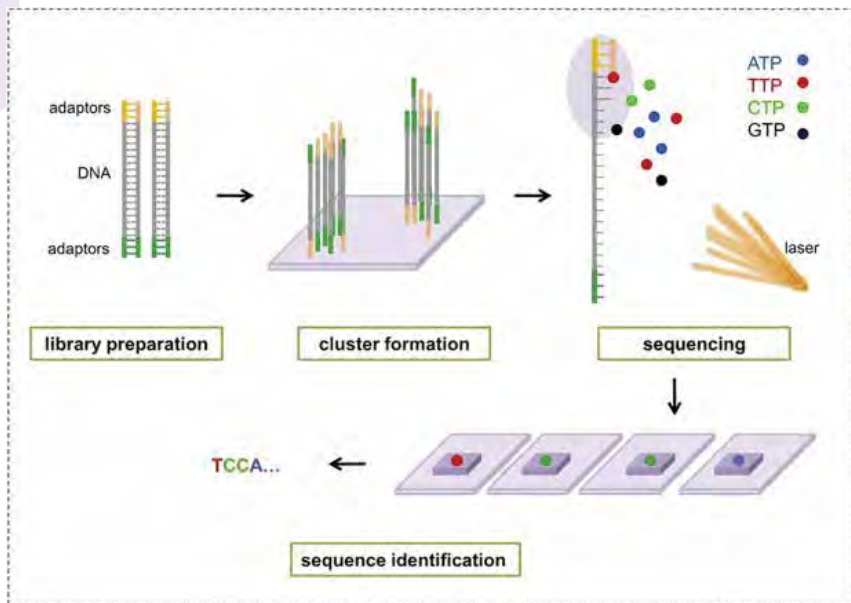 adaptors
DNA
adaptors
ATP
TTP
CTP
GTP
laser
library preparation
cluster formation
sequencing
TCCA...
sequence identification